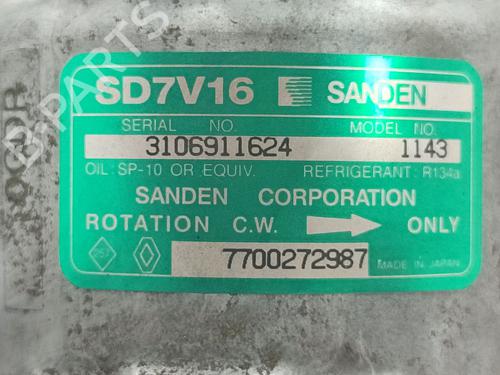 SD7V16 SANDEN
SERIAL NO. MODEL NO.
3106911624 1143
OIL: SP-10 OR EQUIV. REFRIGERANT: R134a
SANDEN CORPORATION
ROTATION C.W. ONLY
7700272987 MADE IN JAPAN
B-PARTS